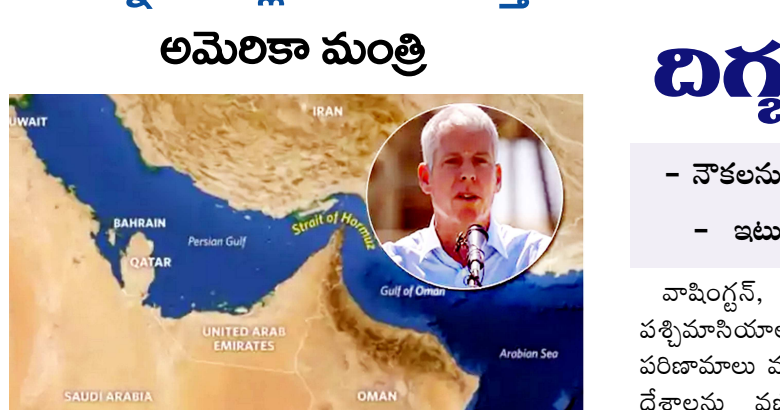 అమెరికా మంత్రి
IRAN
UWAIT
BAHRAIN
Strait of Hormuz
Persian Gulf
QATAR
Gulf of Oman
UNITED ARAB
EMIRATES
Arabian Sea
SAUDI ARABIA
OMAN
- నౌకలను
- ఇటు
వాషింగ్టన్,
పరిణామాలు
దేశాలను